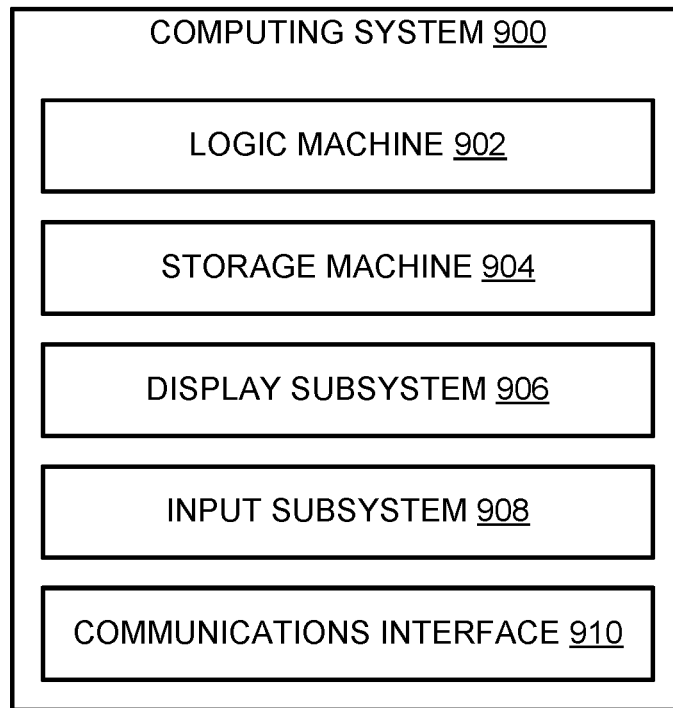 COMPUTING SYSTEM 900
LOGIC MACHINE 902
STORAGE MACHINE 904
DISPLAY SUBSYSTEM 906
INPUT SUBSYSTEM 908
COMMUNICATIONS INTERFACE 910